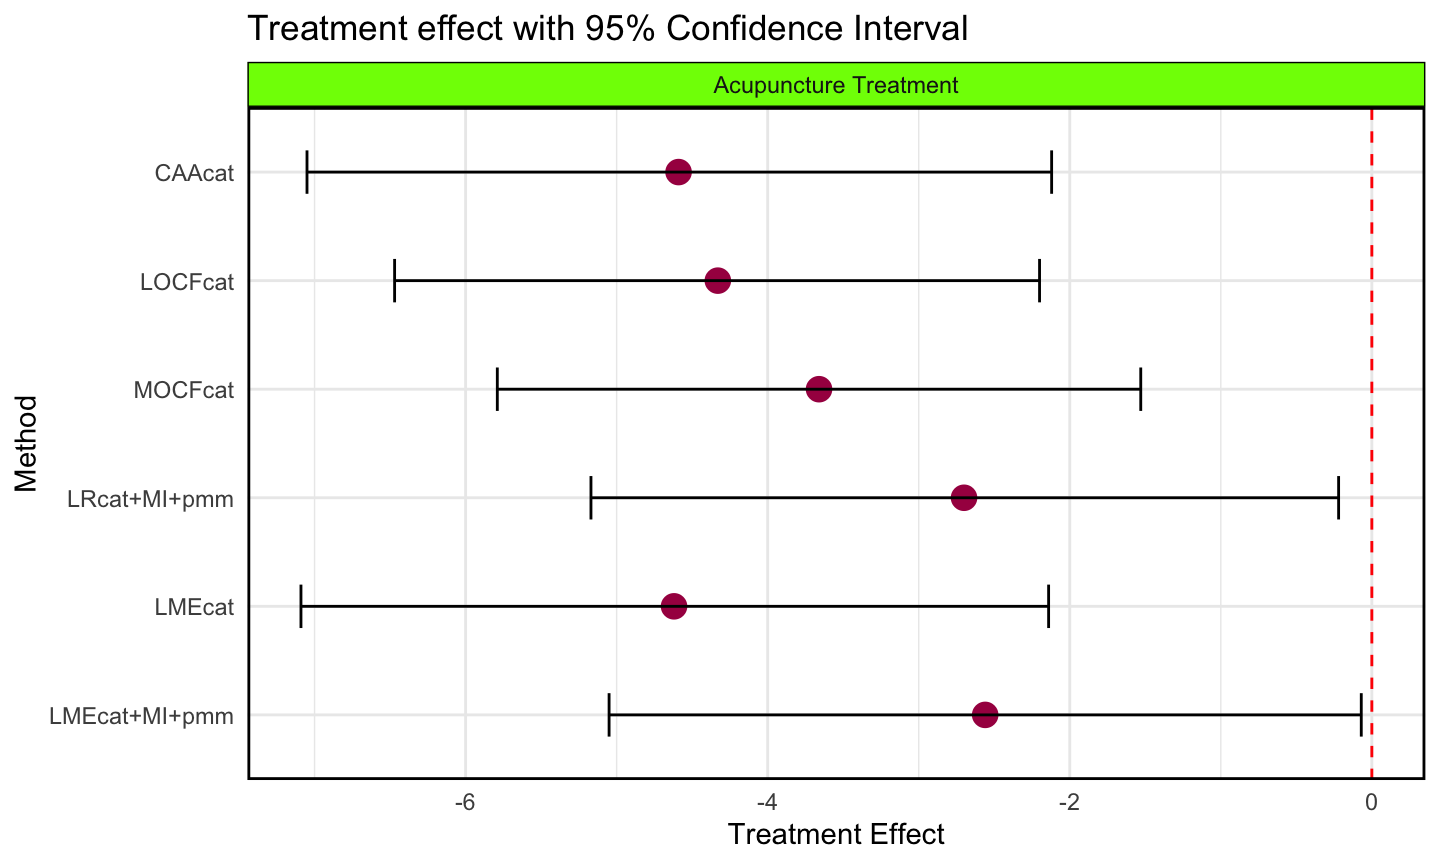 Treatment effect with 95% Confidence Interval
Acupuncture Treatment
CAAcat
LOCFcat
MOCFcat
LRcat+MI+pmm
LMEcat
LMEcat+MI+pmm
Method
-6 -4 -2 0
Treatment Effect